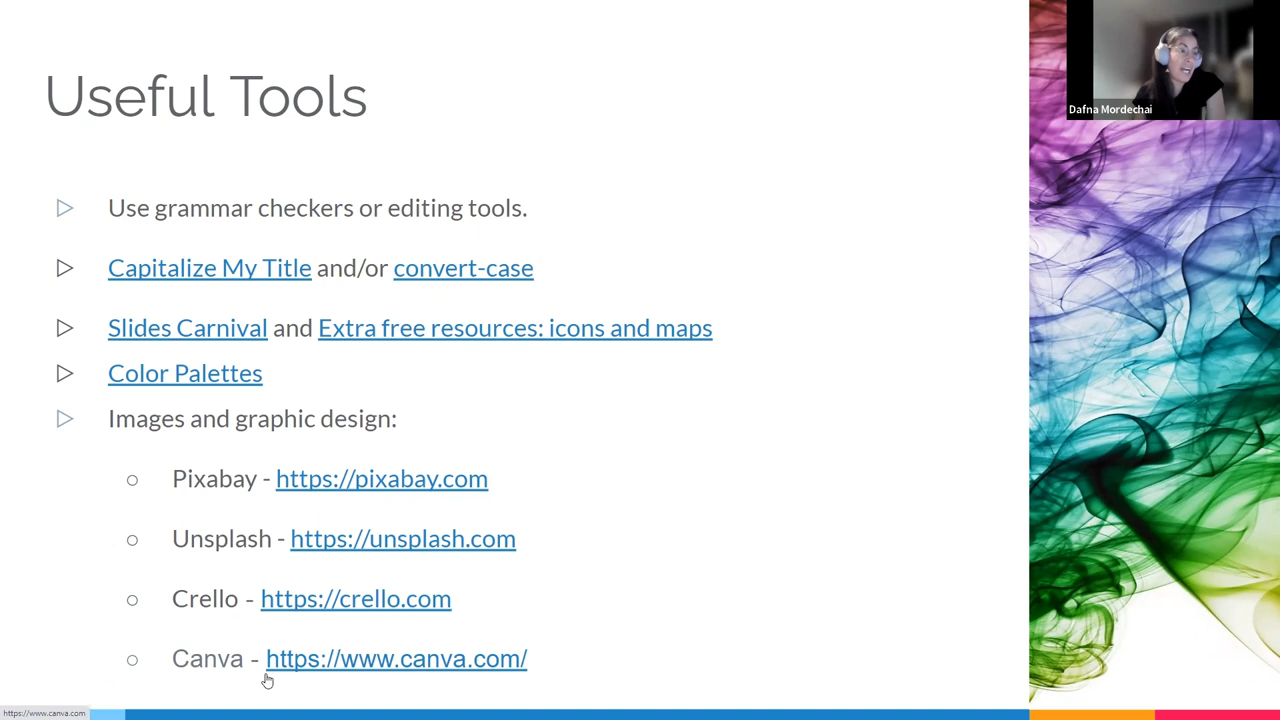 Useful Tools
Dafna Mordechai
Use grammar checkers or editing tools.
Capitalize My Title and/or convert-case
Slides Carnival and Extra free resources: icons and maps
Color Palettes
Images and graphic design:
Pixabay - https://pixabay.com
Unsplash - https://unsplash.com
Crello - https://crello.com
Canva - https://www.canva.com/
https://www.canva.com